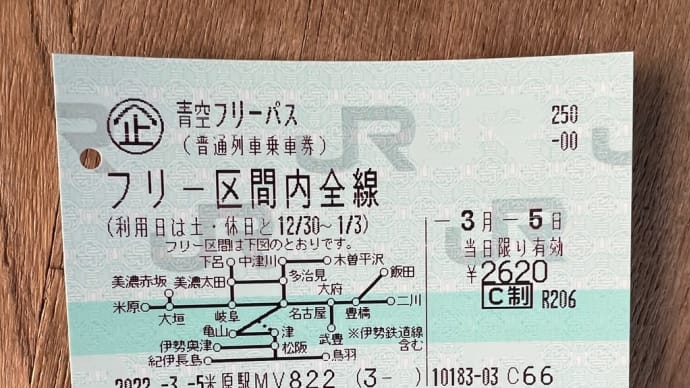 企 青空フリーパス 250
(普通列車乗車券) -00
フリー区間内全線
(利用日は土・休日と12/30~1/3)
フリー区間は下図のとおりです。
-3月-5日
当日限り有効
¥2620
C制 R206
下呂 中津川 木曽平沢
美濃赤坂 美濃太田 多治見 飯田
大府
米原 大垣 岐阜 名古屋 豊橋 二川
亀山 津 武豊 ※伊勢鉄道線
含む
伊勢奥津 松阪
紀伊長島 鳥羽
2022.-3.-5米原駅MV822 (3- ) 10183-03 C66
JR